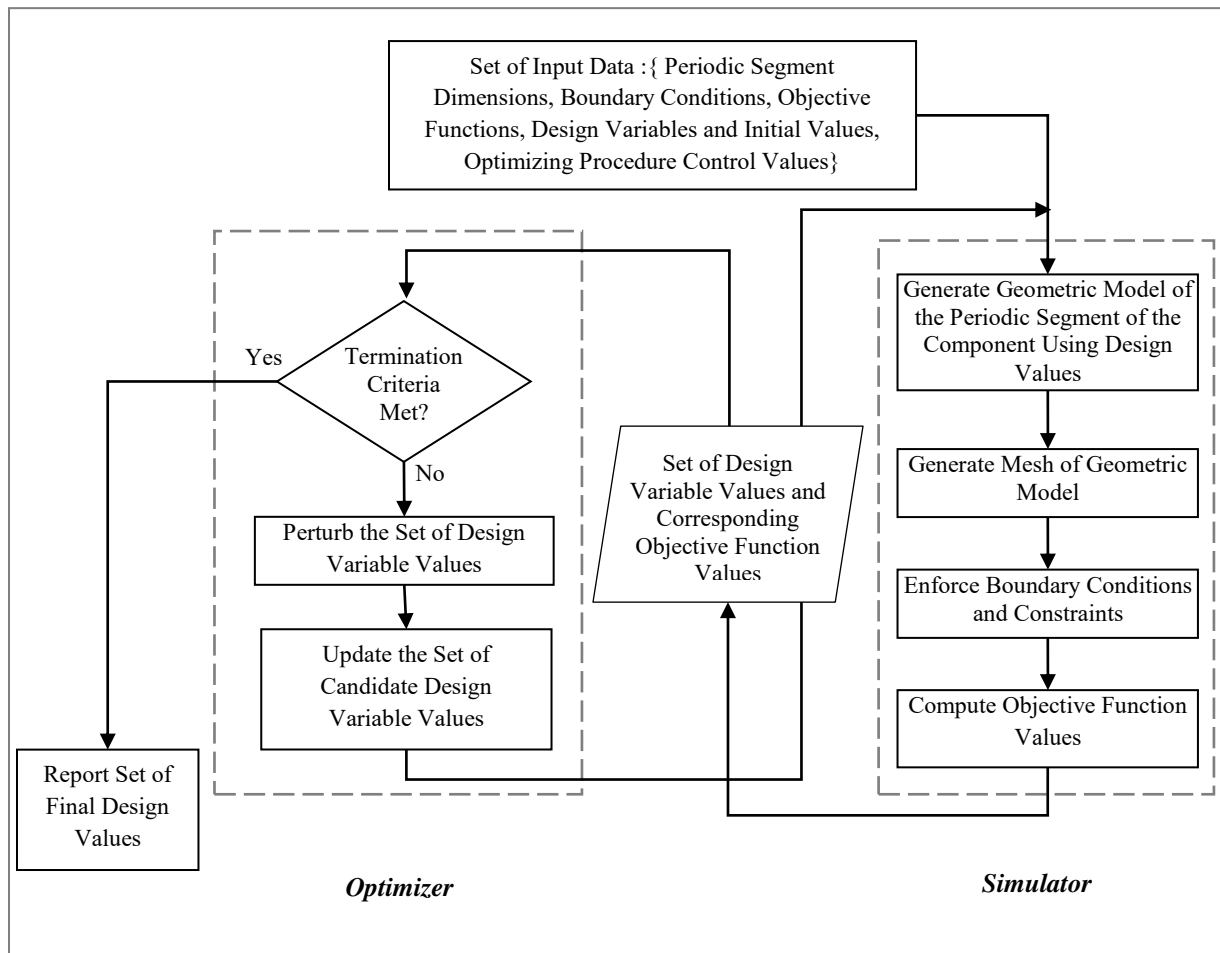 Set of Input Data :{ Periodic Segment
Dimensions, Boundary Conditions, Objective
Functions, Design Variables and Initial Values,
Optimizing Procedure Control Values}
Generate Geometric Model of
the Periodic Segment of the
Component Using Design
Values
Generate Mesh of Geometric
Model
Enforce Boundary Conditions
and Constraints
Compute Objective Function
Values
Set of Design
Variable Values and
Corresponding
Objective Function
Values
Termination
Criteria
Met?
Yes
No
Perturb the Set of Design
Variable Values
Update the Set of
Candidate Design
Variable Values
Report Set of
Final Design
Values
Optimizer
Simulator